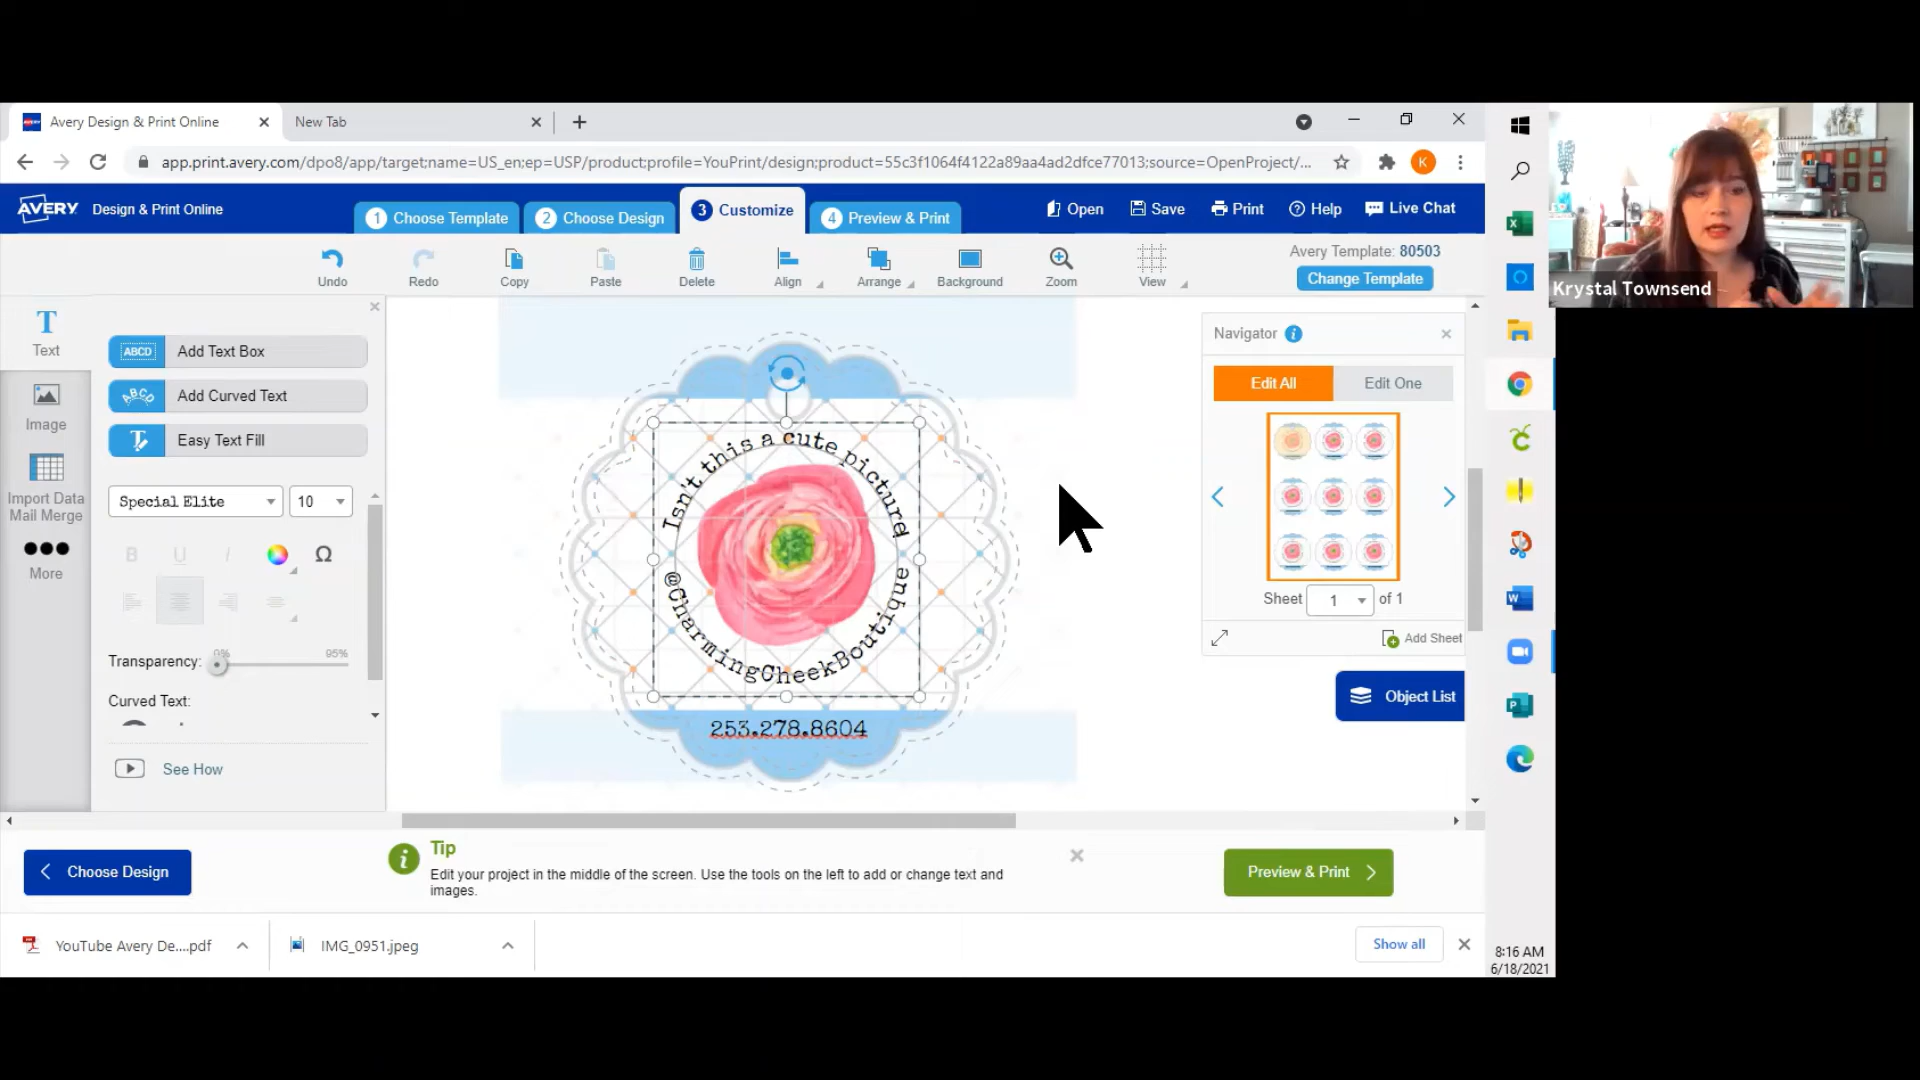 Avery Design & Print Online
New Tab
app.print.avery.com/dpo8/app/target;name=US_en;ep=USP/product;profile=YouPrint/design;product=55c3f1064f4122a89aa4ad2dfce77013;source=OpenProject/...
K
AVERY Design & Print Online
1 Choose Template
2 Choose Design
3 Customize
4 Preview & Print
Open
Save
Print
Help
Live Chat
Undo
Redo
Copy
Paste
Delete
Align
Arrange
Background
Zoom
View
Avery Template: 80503
Change Template
Krystal Townsend
T
Text
Image
Import Data
Mail Merge
More
ABCD Add Text Box
ABCD Add Curved Text
Easy Text Fill
Special Elite
10
B U I Ω
Transparency: 0% 95%
Curved Text:
See How
Isn't this a cute picture!
@CharmingCheekBoutique
253.278.8604
Navigator
Edit All
Edit One
Sheet 1 of 1
Add Sheet
Object List
Choose Design
Tip
Edit your project in the middle of the screen. Use the tools on the left to add or change text and
images.
Preview & Print
YouTube Avery De....pdf
IMG_0951.jpeg
Show all
8:16 AM
6/18/2021